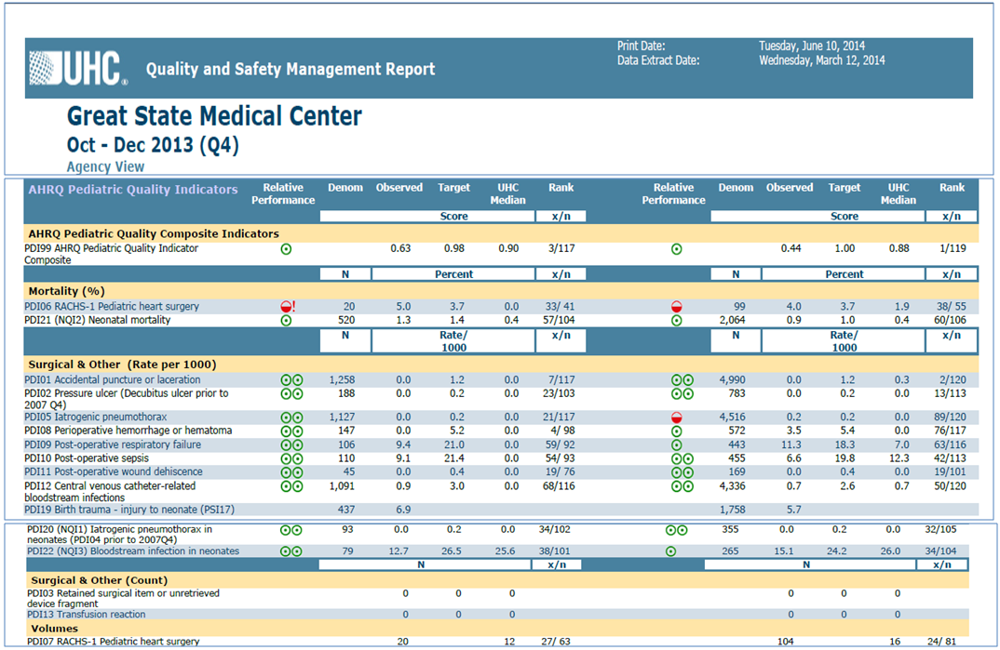 Print Date: Tuesday, June 10, 2014
UHC® Quality and Safety Management Report Data Extract Date: Wednesday, March 12, 2014
Great State Medical Center
Oct - Dec 2013 (Q4)
Agency View
AHRQ Pediatric Quality Indicators Relative Denom Observed Target UHC Rank Relative Denom Observed Target UHC Rank
Performance Median Performance Median
Score x/n Score x/n
AHRQ Pediatric Quality Composite Indicators
PDI99 AHRQ Pediatric Quality Indicator 0.63 0.98 0.90 3/117 0.44 1.00 0.88 1/119
Composite
N Percent x/n N Percent x/n
Mortality (%)
PDI06 RACHS-1 Pediatric heart surgery ! 20 5.0 3.7 0.0 33/ 41 99 4.0 3.7 1.9 38/ 55
PDI21 (NQI2) Neonatal mortality 520 1.3 1.4 0.4 57/104 2,064 0.9 1.0 0.4 60/106
N Rate/ x/n N Rate/ x/n
1000 1000
Surgical & Other (Rate per 1000)
PDI01 Accidental puncture or laceration 1,258 0.0 1.2 0.0 7/117 4,990 0.0 1.2 0.3 2/120
PDI02 Pressure ulcer (Decubitus ulcer prior to 188 0.0 0.2 0.0 23/103 783 0.0 0.2 0.0 13/113
2007 Q4)
PDI05 Iatrogenic pneumothorax 1,127 0.0 0.2 0.0 21/117 4,516 0.2 0.2 0.0 89/120
PDI08 Perioperative hemorrhage or hematoma 147 0.0 5.2 0.0 4/ 98 572 3.5 5.4 0.0 76/117
PDI09 Post-operative respiratory failure 106 9.4 21.0 0.0 59/ 92 443 11.3 18.3 7.0 63/116
PDI10 Post-operative sepsis 110 9.1 21.4 0.0 54/ 93 455 6.6 19.8 12.3 42/113
PDI11 Post-operative wound dehiscence 45 0.0 0.4 0.0 19/ 76 169 0.0 0.4 0.0 19/101
PDI12 Central venous catheter-related 1,091 0.9 3.0 0.0 68/116 4,336 0.7 2.6 0.7 50/120
bloodstream infections
PDI19 Birth trauma - injury to neonate (PSI17) 437 6.9 1,758 5.7
PDI20 (NQI1) Iatrogenic pneumothorax in 93 0.0 0.2 0.0 34/102 355 0.0 0.2 0.0 32/105
neonates (PDI04 prior to 2007Q4)
PDI22 (NQI3) Bloodstream infection in neonates 79 12.7 26.5 25.6 38/101 265 15.1 24.2 26.0 34/104
N x/n N x/n
Surgical & Other (Count)
PDI03 Retained surgical item or unretrieved 0 0 0 0 0 0
device fragment
PDI13 Transfusion reaction 0 0 0 0 0 0
Volumes
PDI07 RACHS-1 Pediatric heart surgery 20 12 27/ 63 104 16 24/ 81